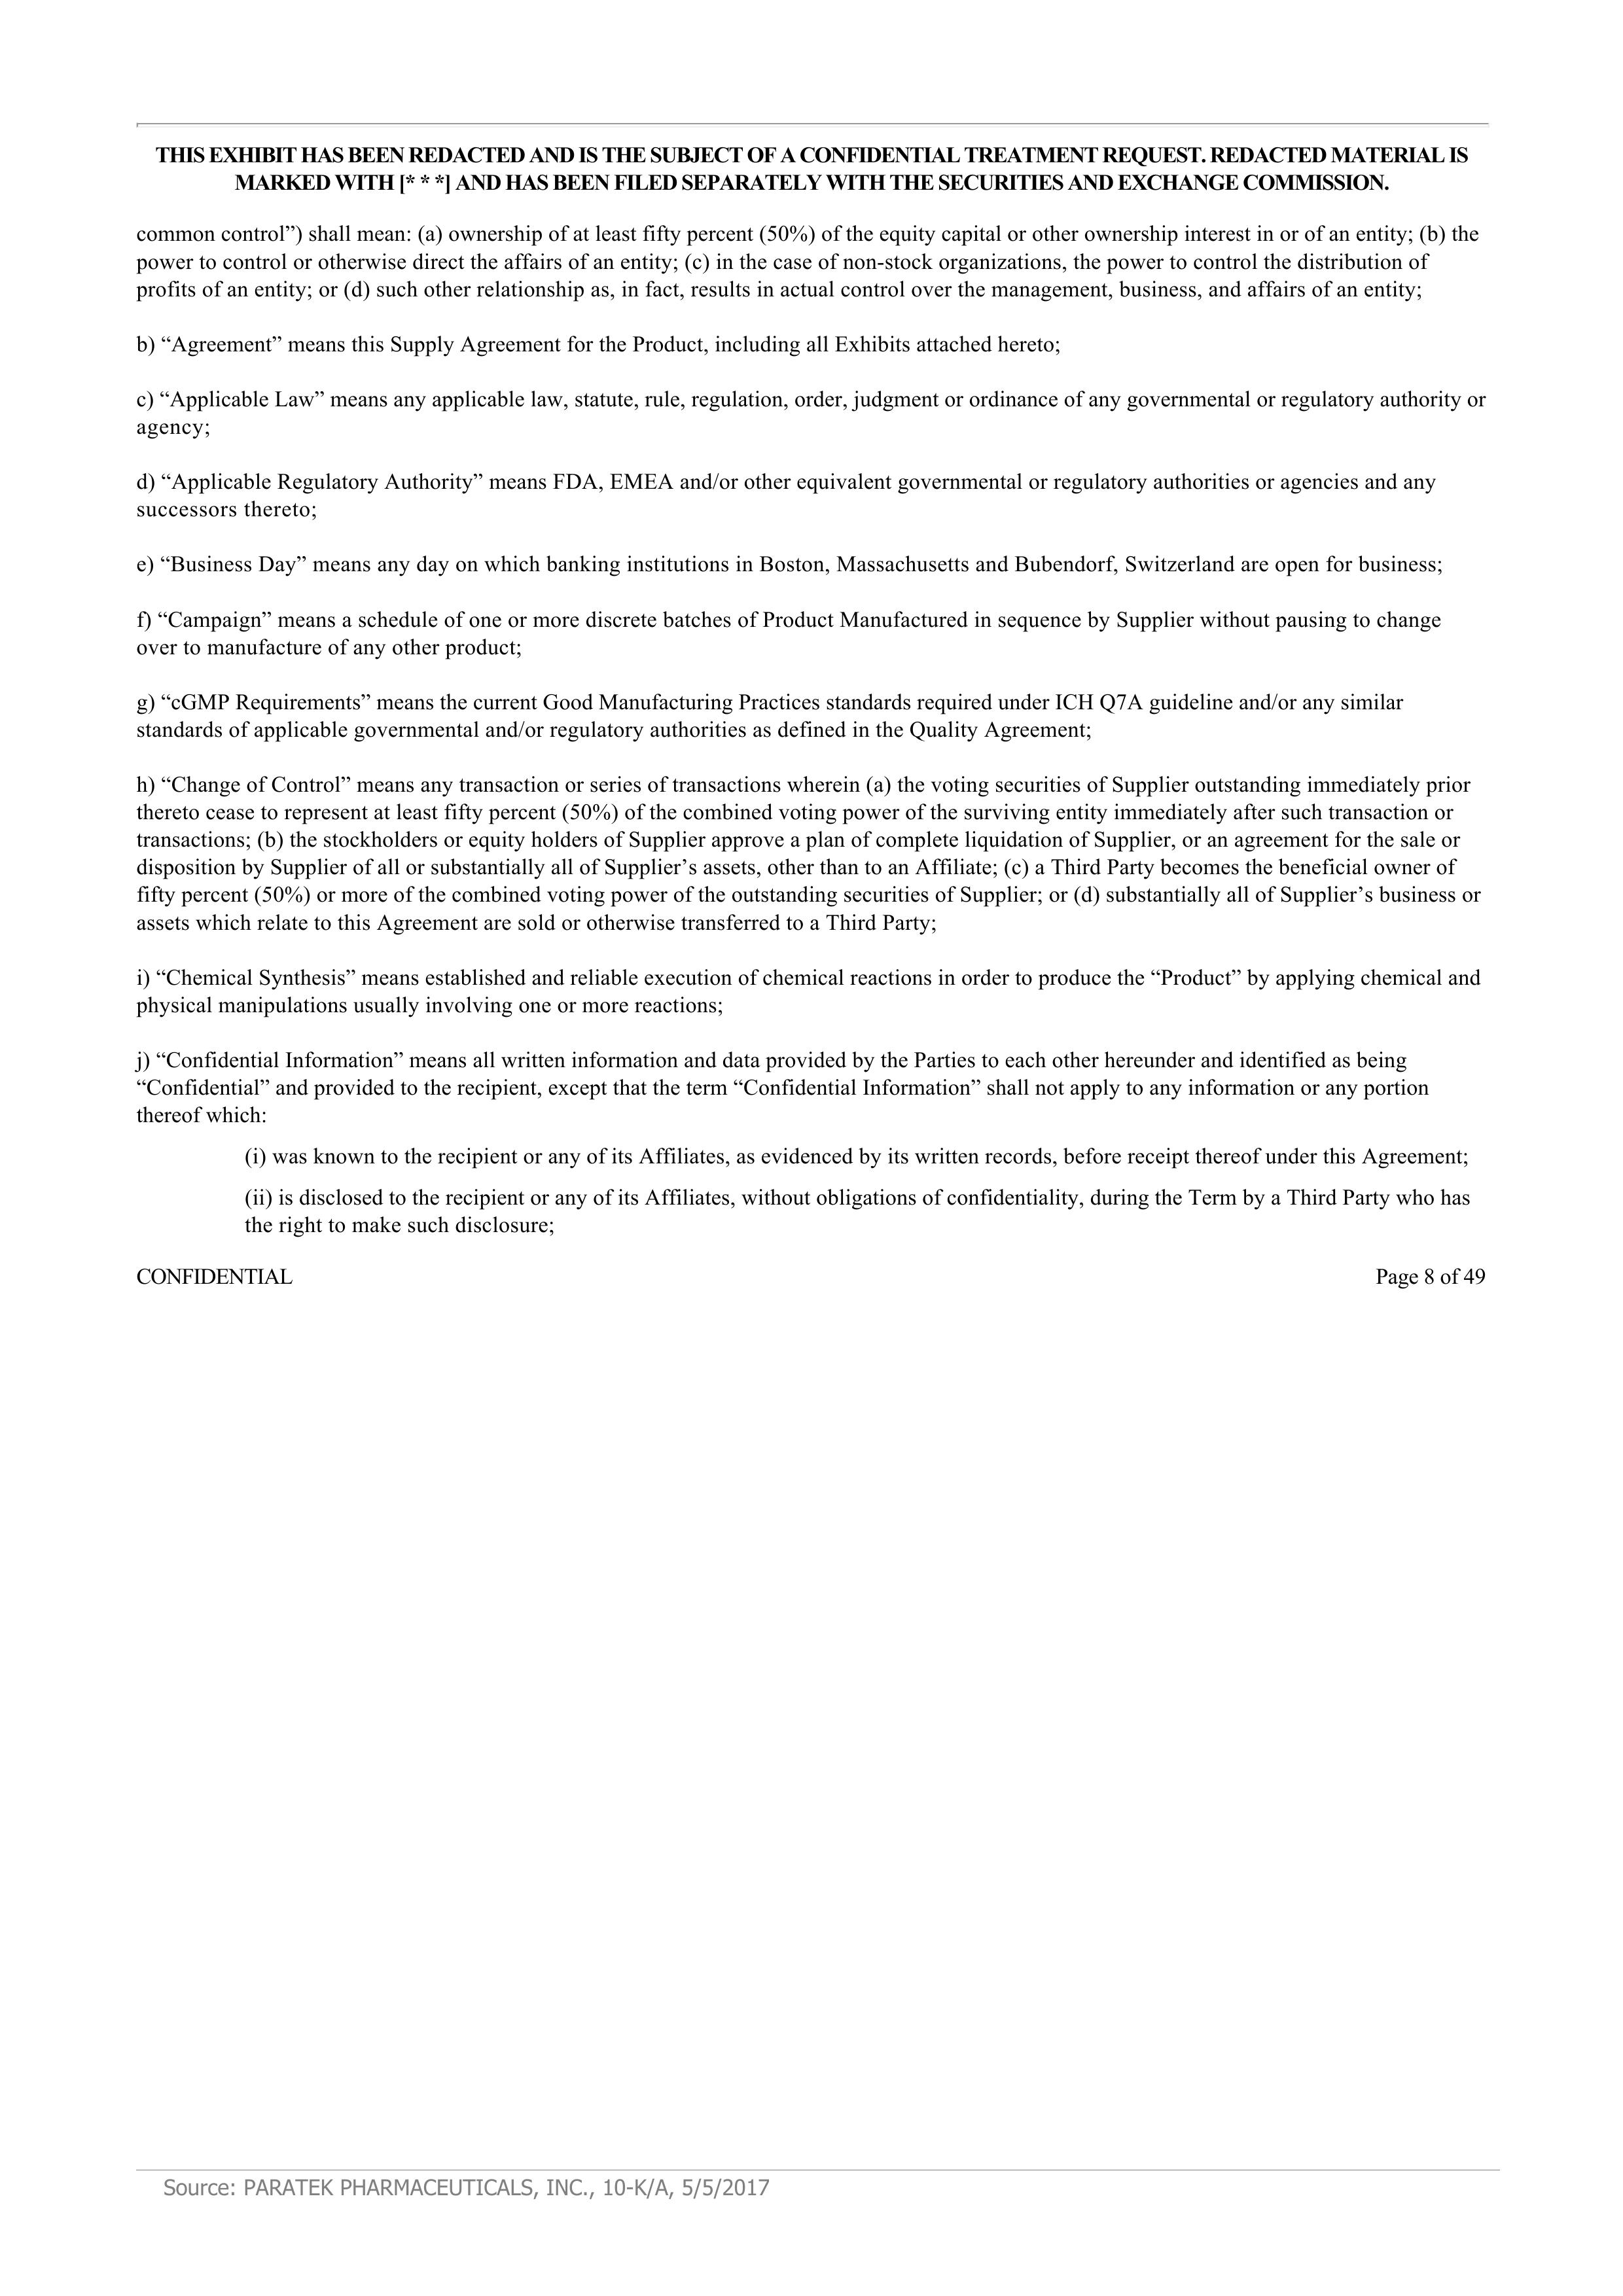 THIS EXHIBIT HAS BEEN REDACTED AND IS THE SUBJECT OF A CONFIDENTIAL TREATMENT REQUEST. REDACTED MATERIAL IS
MARKED WITH [* * *] AND HAS BEEN FILED SEPARATELY WITH THE SECURITIES AND EXCHANGE COMMISSION.
common control”) shall mean: (a) ownership of at least fifty percent (50%) of the equity capital or other ownership interest in or of an entity; (b) the
power to control or otherwise direct the affairs of an entity; (c) in the case of non-stock organizations, the power to control the distribution of
profits of an entity; or (d) such other relationship as, in fact, results in actual control over the management, business, and affairs of an entity;
b) “Agreement” means this Supply Agreement for the Product, including all Exhibits attached hereto;
c) “Applicable Law” means any applicable law, statute, rule, regulation, order, judgment or ordinance of any governmental or regulatory authority or
agency;
d) “Applicable Regulatory Authority” means FDA, EMEA and/or other equivalent governmental or regulatory authorities or agencies and any
successors thereto;
e) “Business Day” means any day on which banking institutions in Boston, Massachusetts and Bubendorf, Switzerland are open for business;
f) “Campaign” means a schedule of one or more discrete batches of Product Manufactured in sequence by Supplier without pausing to change
over to manufacture of any other product;
g) “cGMP Requirements” means the current Good Manufacturing Practices standards required under ICH Q7A guideline and/or any similar
standards of applicable governmental and/or regulatory authorities as defined in the Quality Agreement;
h) “Change of Control” means any transaction or series of transactions wherein (a) the voting securities of Supplier outstanding immediately prior
thereto cease to represent at least fifty percent (50%) of the combined voting power of the surviving entity immediately after such transaction or
transactions; (b) the stockholders or equity holders of Supplier approve a plan of complete liquidation of Supplier, or an agreement for the sale or
disposition by Supplier of all or substantially all of Supplier’s assets, other than to an Affiliate; (c) a Third Party becomes the beneficial owner of
fifty percent (50%) or more of the combined voting power of the outstanding securities of Supplier; or (d) substantially all of Supplier’s business or
assets which relate to this Agreement are sold or otherwise transferred to a Third Party;
i) “Chemical Synthesis” means established and reliable execution of chemical reactions in order to produce the “Product” by applying chemical and
physical manipulations usually involving one or more reactions;
j) “Confidential Information” means all written information and data provided by the Parties to each other hereunder and identified as being
“Confidential” and provided to the recipient, except that the term “Confidential Information” shall not apply to any information or any portion
thereof which:
(i) was known to the recipient or any of its Affiliates, as evidenced by its written records, before receipt thereof under this Agreement;
(ii) is disclosed to the recipient or any of its Affiliates, without obligations of confidentiality, during the Term by a Third Party who has
the right to make such disclosure;
CONFIDENTIAL Page 8 of 49
Source: PARATEK PHARMACEUTICALS, INC., 10-K/A, 5/5/2017